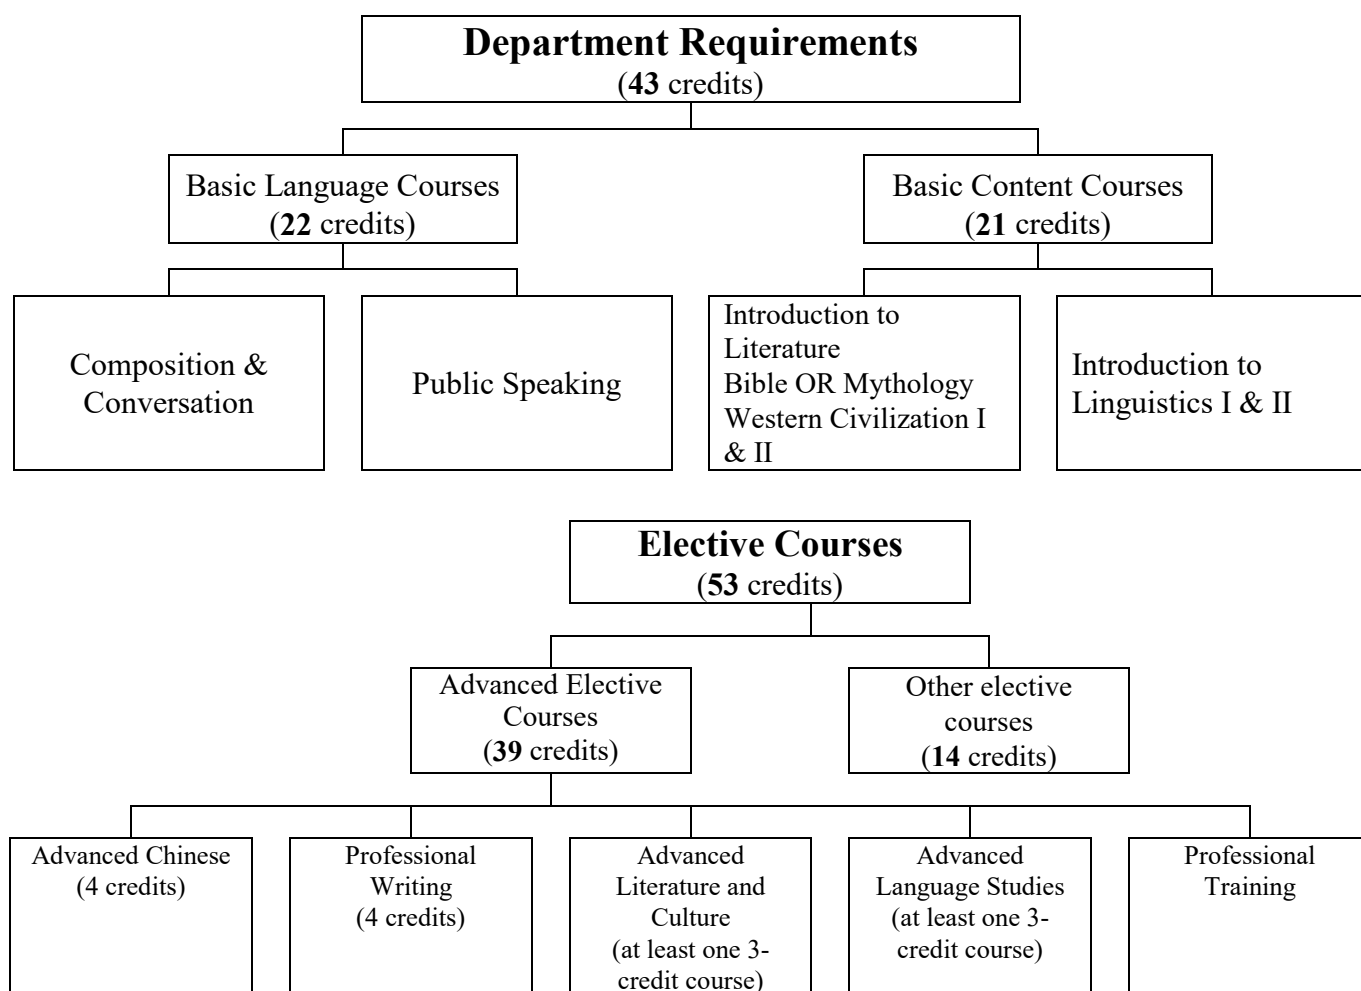 Department Requirements
(43 credits)
Basic Language Courses
(22 credits)
Basic Content Courses
(21 credits)
Composition &
Conversation
Public Speaking
Introduction to
Literature
Bible OR Mythology
Western Civilization I
& II
Introduction to
Linguistics I & II
Elective Courses
(53 credits)
Advanced Elective
Courses
(39 credits)
Other elective
courses
(14 credits)
Advanced Chinese
(4 credits)
Professional
Writing
(4 credits)
Advanced
Literature and
Culture
(at least one 3-
credit course)
Advanced
Language Studies
(at least one 3-
credit course)
Professional
Training